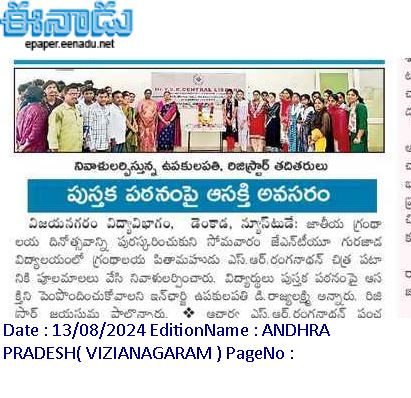 ఈనాడు
epaper.eenadu.net
Dr. V.S.K CENTRAL LIBRARY
నివాళులర్పిస్తున్న ఉపకులపతి, రిజిస్ట్రార్ తదితరులు
పుస్తక పఠనంపై ఆసక్తి అవసరం
విజయనగరం విద్యావిభాగం, డెంకాడ, న్యూస్‌టుడే: జాతీయ గ్రంథా
లయ దినోత్సవాన్ని పురస్కరించుకుని సోమవారం జేఎన్‌టీయూ గురజాడ
విద్యాలయంలో గ్రంథాలయ పితామహుడు ఎస్.ఆర్.రంగనాథన్ చిత్ర పటా
నికి పూలమాలలు వేసి నివాళులర్పించారు. విద్యార్థులు పుస్తక పఠనంపై ఆస
క్తిని పెంపొందించుకోవాలని ఇన్‌ఛార్జి ఉపకులపతి డి.రాజ్యలక్ష్మి అన్నారు. రిజి
స్ట్రార్ జయసుమ పాల్గొన్నారు. ❖ ఆచార్య ఎస్.ఆర్.రంగనాథన్ పంచ
Date : 13/08/2024 EditionName : ANDHRA
PRADESH( VIZIANAGARAM ) PageNo :